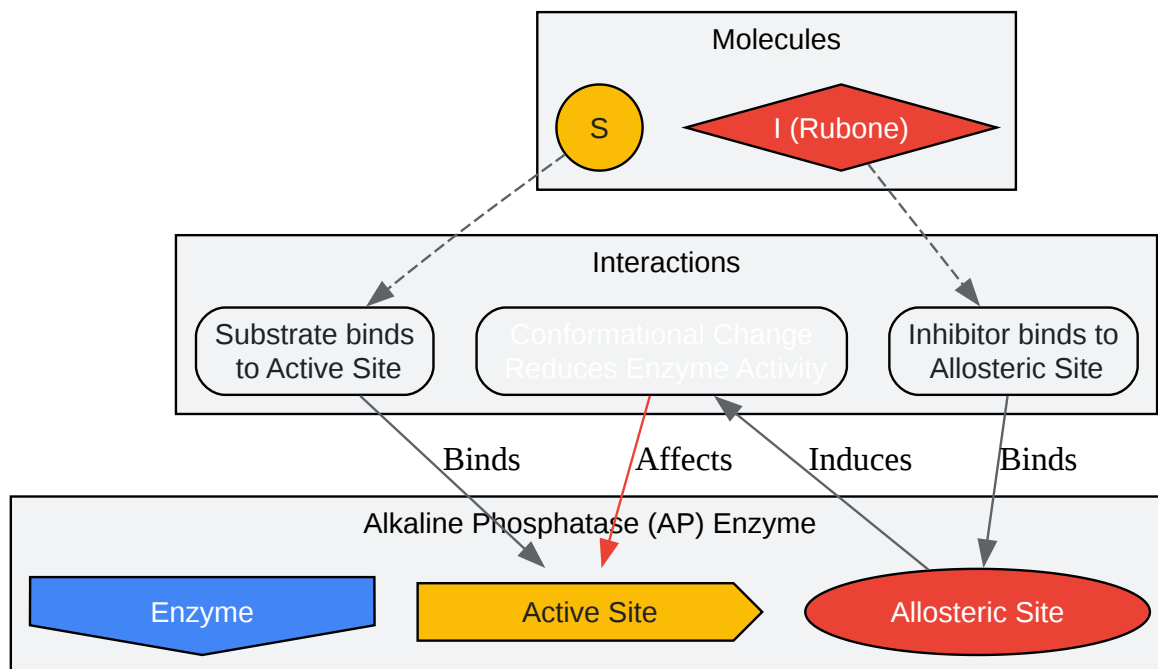 Molecules
S
I (Rubone)
Interactions
Substrate binds
to Active Site
Conformational Change
Reduces Enzyme Activity
Inhibitor binds to
Allosteric Site
Binds
Affects
Induces
Binds
Alkaline Phosphatase (AP) Enzyme
Enzyme
Active Site
Allosteric Site